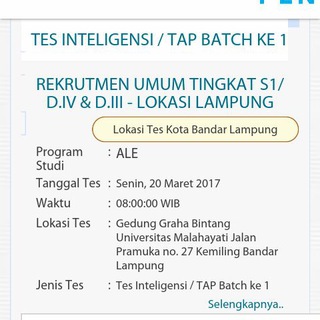 TES INTELIGENSI / TAP BATCH KE 1
REKRUTMEN UMUM TINGKAT S1/
D.IV & D.III - LOKASI LAMPUNG
Lokasi Tes Kota Bandar Lampung
Program Studi : ALE
Tanggal Tes : Senin, 20 Maret 2017
Waktu : 08:00:00 WIB
Lokasi Tes : Gedung Graha Bintang
Universitas Malahayati Jalan
Pramuka no. 27 Kemiling Bandar
Lampung
Jenis Tes : Tes Inteligensi / TAP Batch ke 1
Selengkapnya..